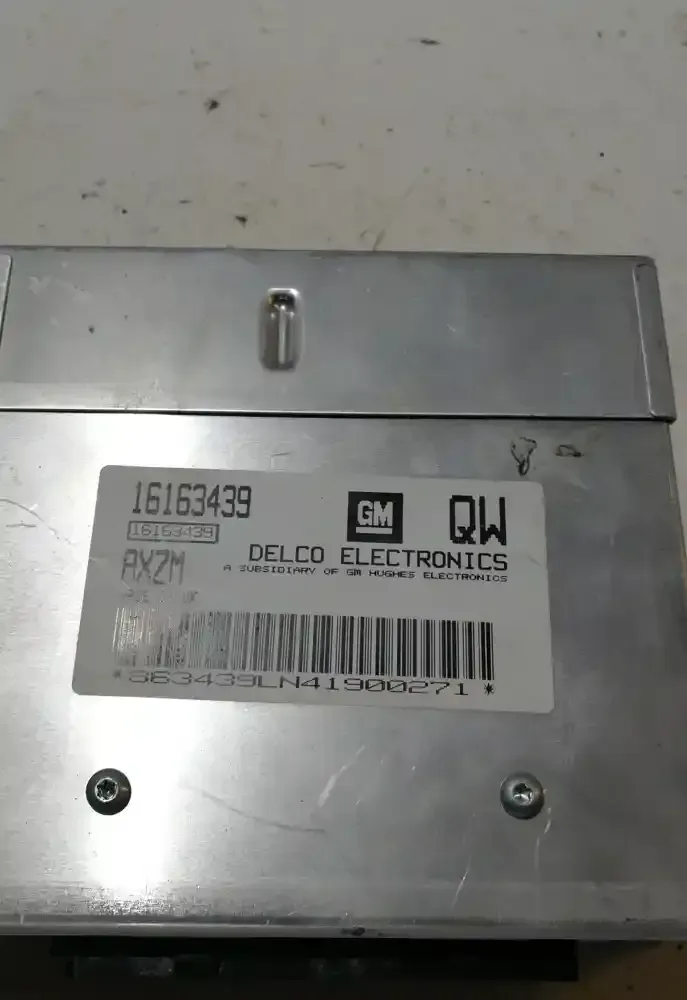 16163439
GM
QW
16163439
DELCO ELECTRONICS
AXZM
A SUBSIDIARY OF GM HUGHES ELECTRONICS
*363439LN41900271*